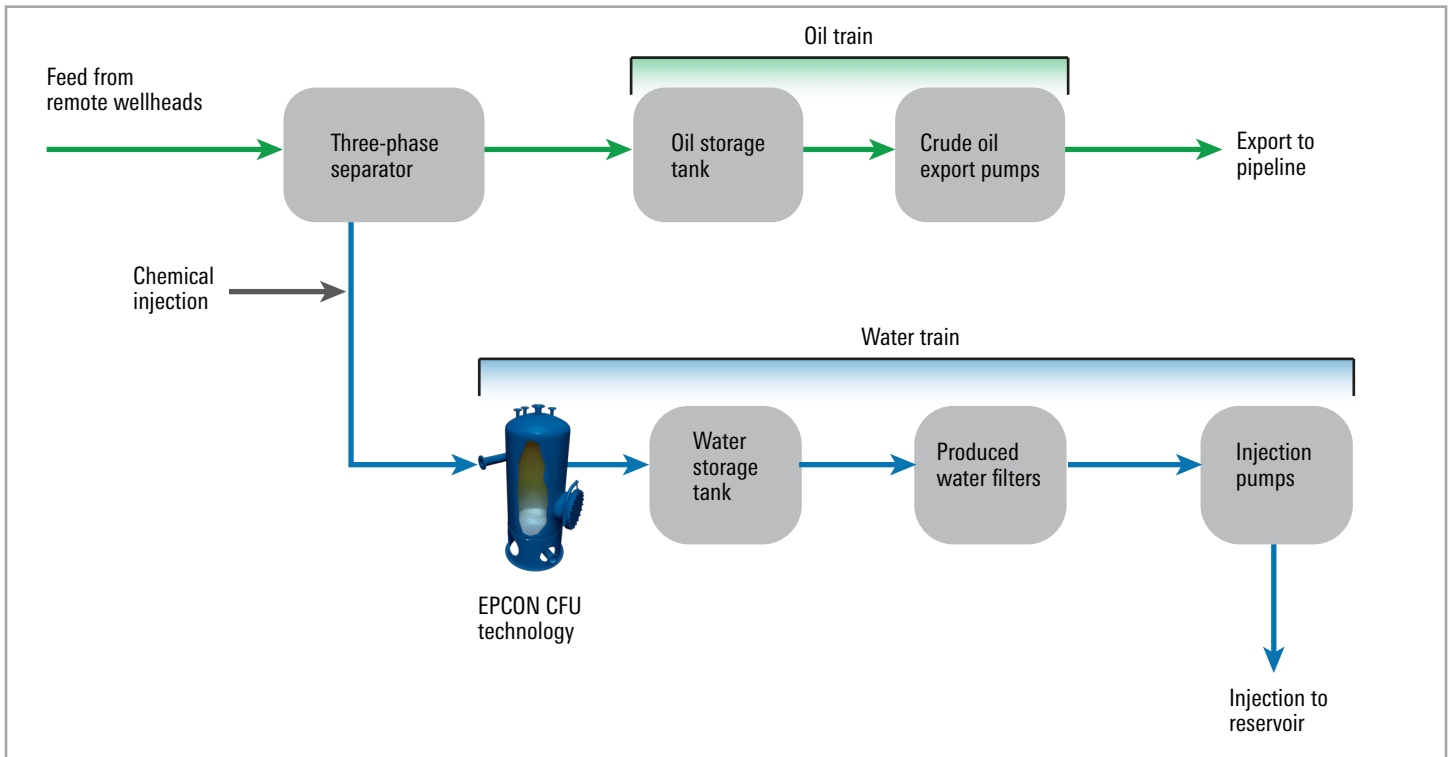 Oil train
Feed from
remote wellheads
Three-phase
separator
Oil storage
tank
Crude oil
export pumps
Export to
pipeline
Chemical
injection
Water train
EPCON CFU
technology
Water
storage
tank
Produced
water filters
Injection
pumps
Injection to
reservoir